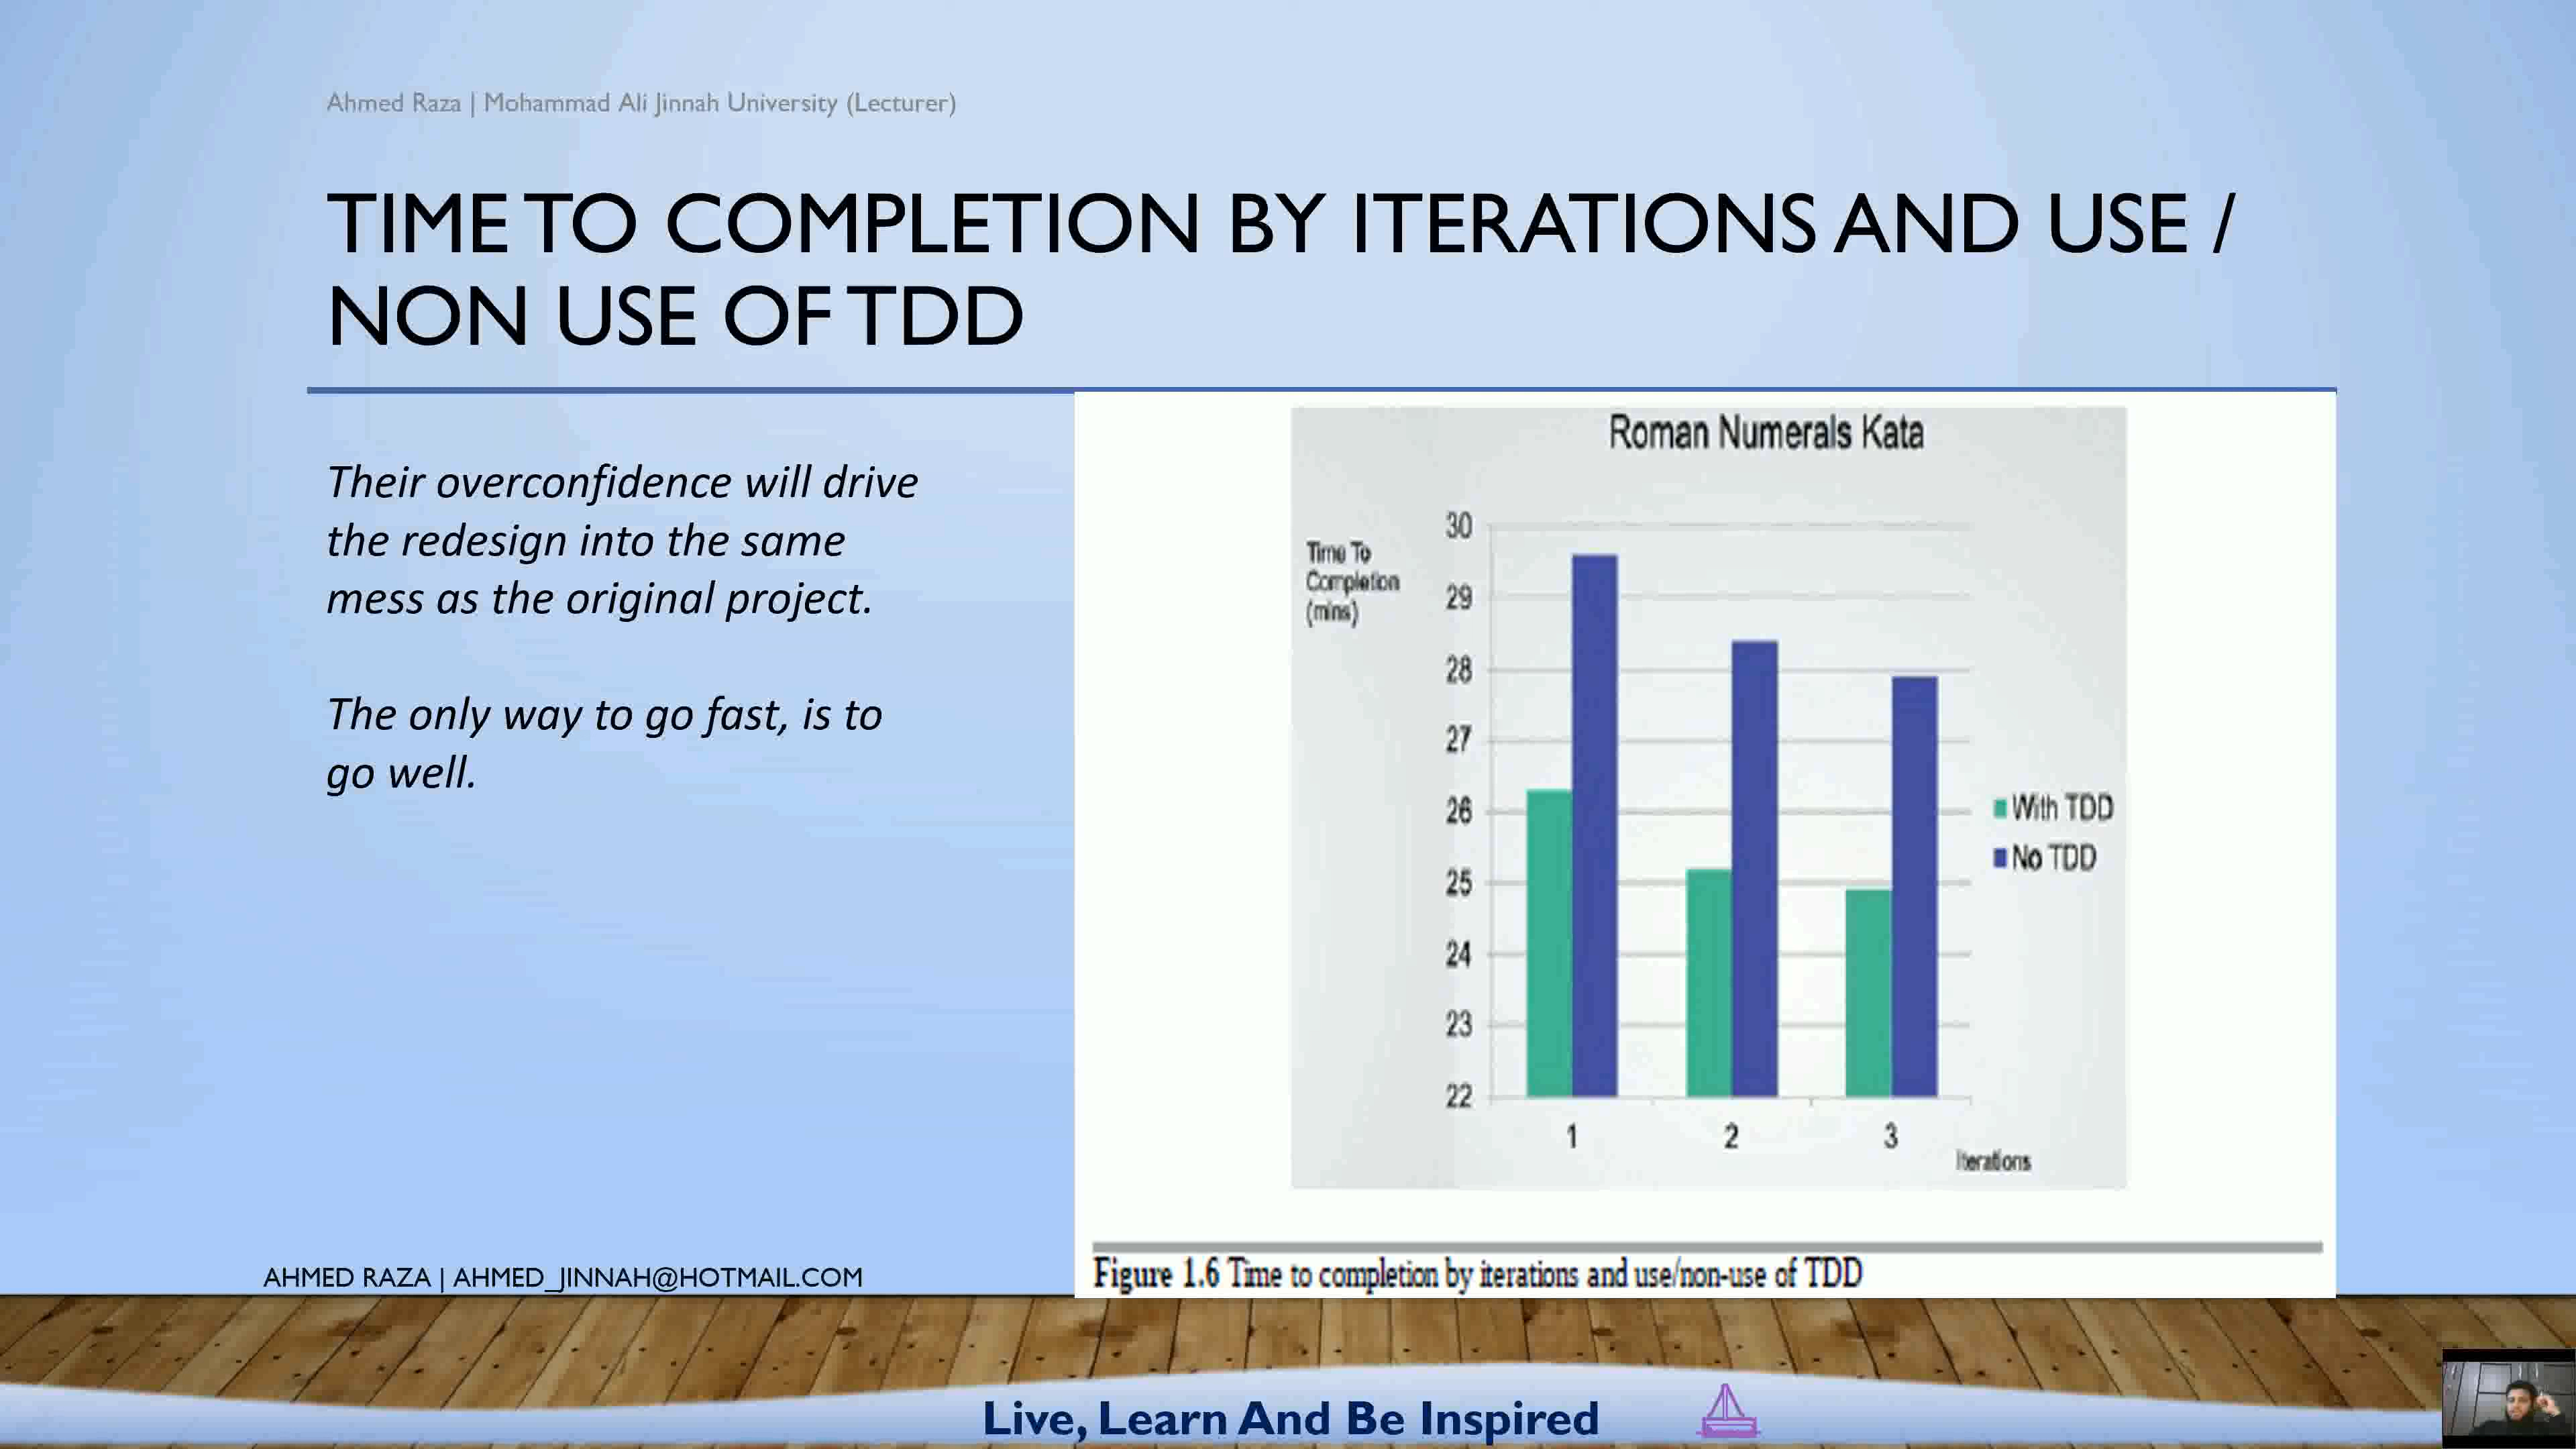 Ahmed Raza | Mohammad Ali Jinnah University (Lecturer)
TIME TO COMPLETION BY ITERATIONS AND USE /
NON USE OF TDD
Their overconfidence will drive
the redesign into the same
mess as the original project.
The only way to go fast, is to
go well.
Roman Numerals Kata
Time To
Completion
(mins)
30
29
28
27
26
25
24
23
22
1
2
3
Iterations
With TDD
No TDD
Figure 1.6 Time to completion by iterations and use/non-use of TDD
AHMED RAZA | AHMED_JINNAH@HOTMAIL.COM
Live, Learn And Be Inspired